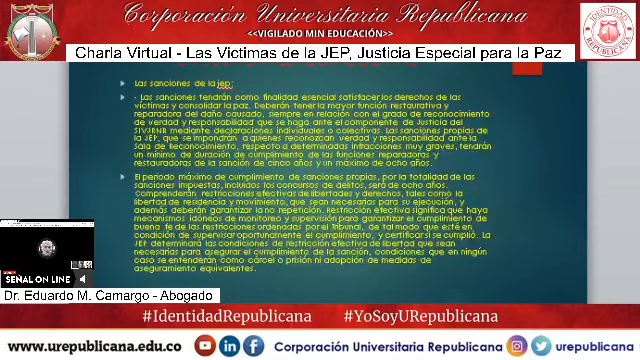 Corporación Universitaria Republicana
<<VIGILADO MIN EDUCACIÓN>>
IDENTIDAD
REPUBLICANA
Charla Virtual - Las Victimas de la JEP, Justicia Especial para la Paz
Las sanciones de la jep:
- Las sanciones tendrán como finalidad esencial satisfacer los derechos de las
víctimas y consolidar la paz. Deberán tener la mayor función restaurativa y
reparadora del daño causado, siempre en relación con el grado de reconocimiento
de verdad y responsabilidad que se haga ante el componente de Justicia del
SIVJRNR mediante declaraciones individuales o colectivas. Las sanciones propias de
la JEP, que se impondrán a quienes reconozcan verdad y responsabilidad ante la
Sala de Reconocimiento, respecto a determinadas infracciones muy graves, tendrán
un mínimo de duración de cumplimiento de las funciones reparadoras y
restauradoras de la sanción de cinco años y un máximo de ocho años.
El periodo máximo de cumplimiento de sanciones propias, por la totalidad de las
sanciones impuestas, incluidos los concursos de delitos, será de ocho años.
Comprenderán restricciones efectivas de libertades y derechos, tales como la
libertad de residencia y movimiento, que sean necesarias para su ejecución, y
además deberán garantizar la no repetición. Restricción efectiva significa que haya
mecanismos idóneos de monitoreo y supervisión para garantizar el cumplimiento de
buena fe de las restricciones ordenadas por el Tribunal, de tal modo que esté en
condición de supervisar oportunamente el cumplimiento, y certificar si se cumplió. La
JEP determinará las condiciones de restricción efectiva de libertad que sean
necesarias para asegurar el cumplimiento de la sanción, condiciones que en ningún
caso se entenderán como cárcel o prisión ni adopción de medidas de
aseguramiento equivalentes.
SEÑAL ON LINE
Dr. Eduardo M. Camargo - Abogado
#IdentidadRepublicana #YoSoyURepublicana
www.urepublicana.edu.co Corporación Universitaria Republicana urepublicana